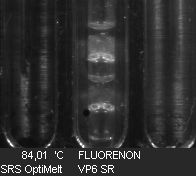 84,01 °C FLUORENON
SRS OptiMelt VP6 SR